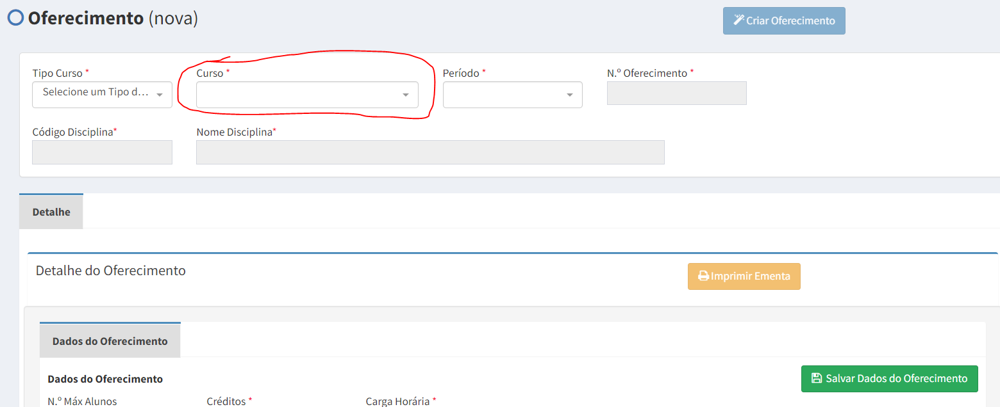 Oferecimento (nova)
Criar Oferecimento
Tipo Curso * Curso * Período * N.º Oferecimento *
Selecione um Tipo d...
Código Disciplina* Nome Disciplina*
Detalhe
Detalhe do Oferecimento
Imprimir Ementa
Dados do Oferecimento
Dados do Oferecimento
Salvar Dados do Oferecimento
N.º Máx Alunos Créditos * Carga Horária *